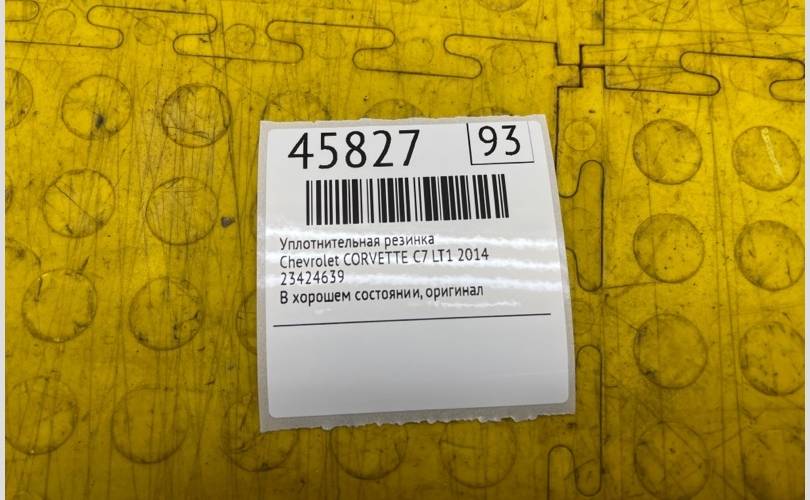 45827 93
Уплотнительная резинка
Chevrolet CORVETTE C7 LT1 2014
23424639
В хорошем состоянии, оригинал